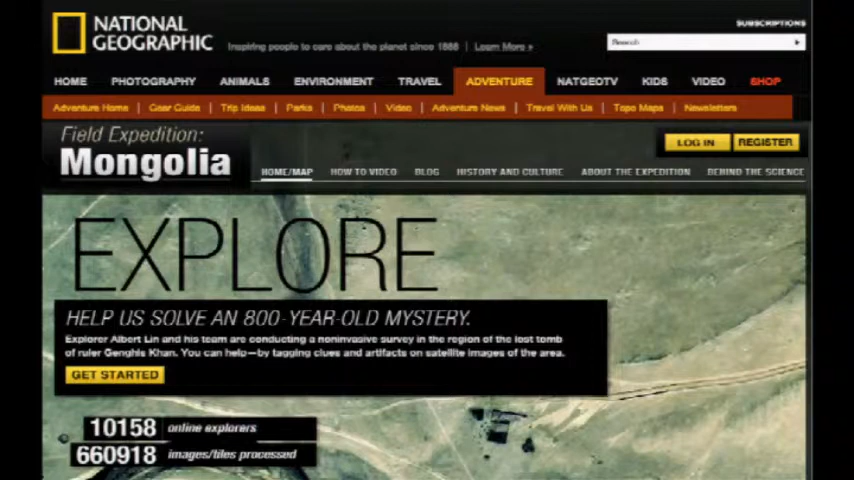 NATIONAL GEOGRAPHIC
Inspiring people to care about the planet since 1888 | Learn More »
SUBSCRIPTIONS
Search
HOME PHOTOGRAPHY ANIMALS ENVIRONMENT TRAVEL ADVENTURE NATGEOTV KIDS VIDEO SHOP
Adventure Home | Gear Guide | Trip Ideas | Parks | Photos | Video | Adventure News | Travel With Us | Topo Maps | Newsletters
Field Expedition:
Mongolia
LOG IN REGISTER
HOME/MAP HOW TO VIDEO BLOG HISTORY AND CULTURE ABOUT THE EXPEDITION BEHIND THE SCIENCE
EXPLORE
HELP US SOLVE AN 800-YEAR-OLD MYSTERY.
Explorer Albert Lin and his team are conducting a noninvasive survey in the region of the lost tomb
of ruler Genghis Khan. You can help—by tagging clues and artifacts on satellite images of the area.
GET STARTED
10158 online explorers
660918 images/tiles processed